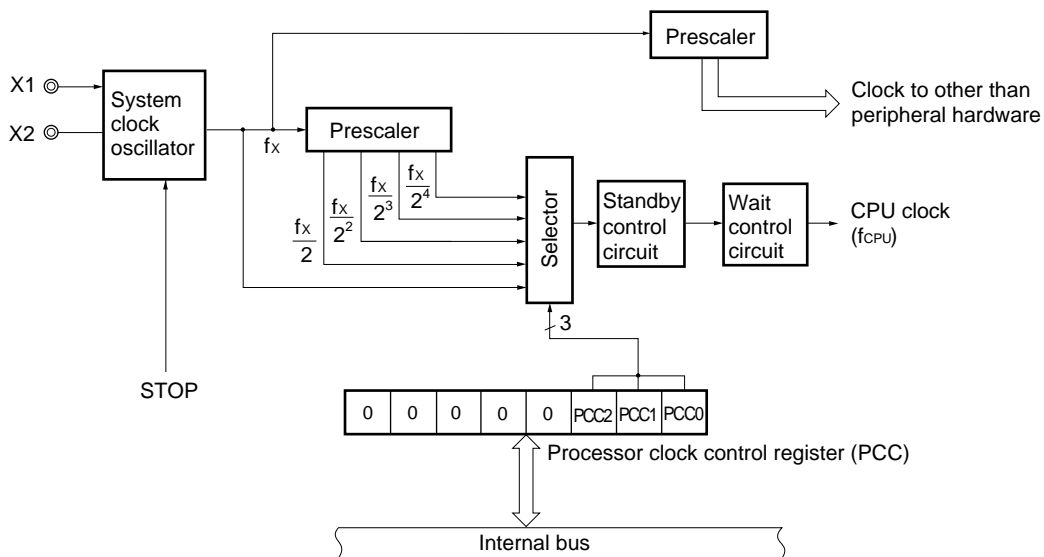 Prescaler
Clock to other than
peripheral hardware
X1
X2
System
clock
oscillator
fX
Prescaler
fX/2
fX/2^2
fX/2^3
fX/2^4
Selector
Standby
control
circuit
Wait
control
circuit
CPU clock
(fCPU)
3
STOP
0 0 0 0 0 PCC2 PCC1 PCC0
Processor clock control register (PCC)
Internal bus